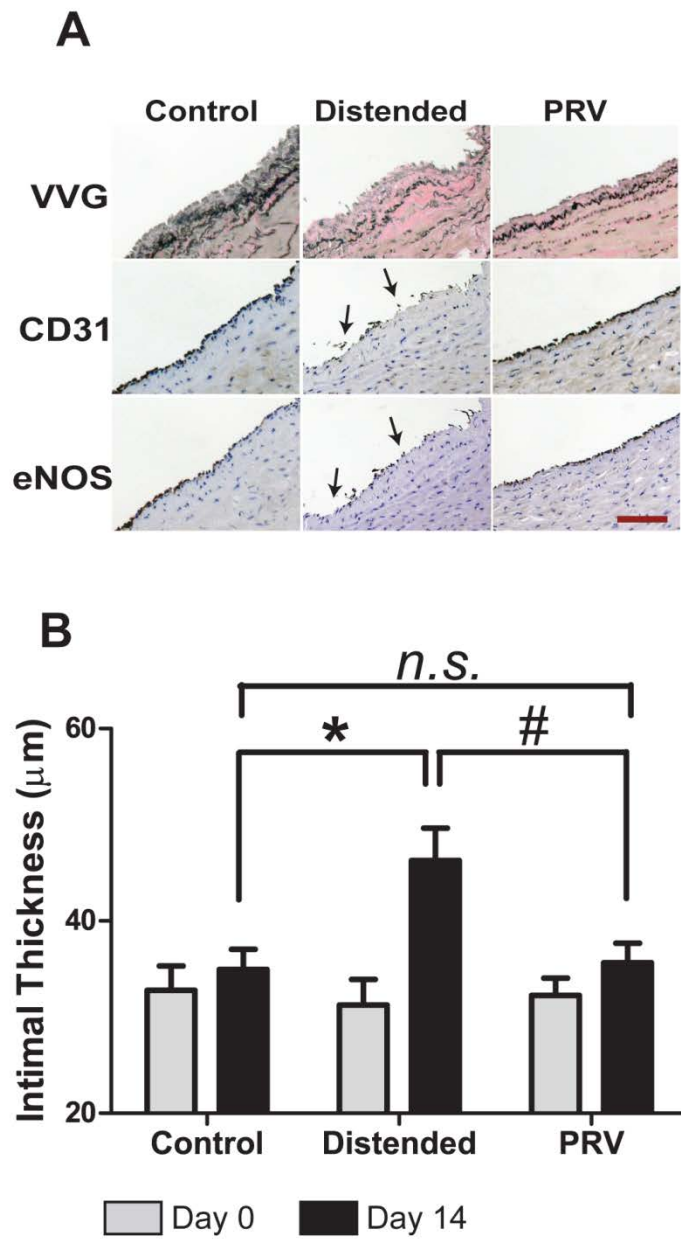 A
Control Distended PRV
VVG
CD31
eNOS
B
n.s.
* #
Intimal Thickness (μm)
60
40
20
Control Distended PRV
Day 0 Day 14